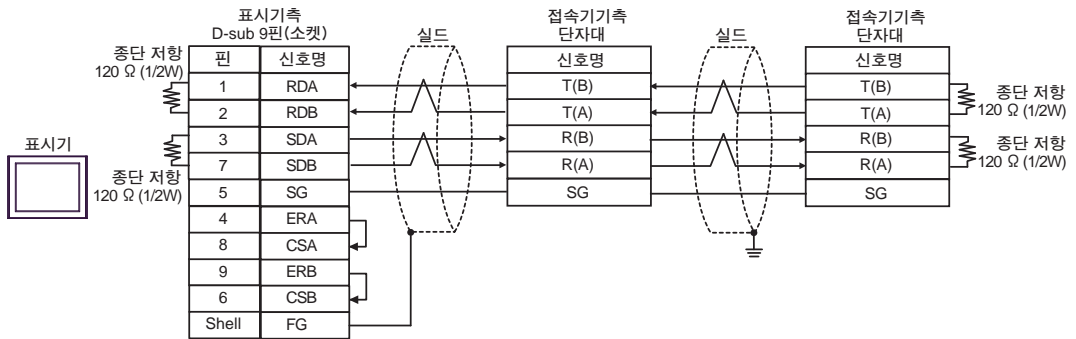 표시기
종단 저항
120 Ω (1/2W)
종단 저항
120 Ω (1/2W)
표시기측
D-sub 9핀(소켓)
핀 신호명
1 RDA
2 RDB
3 SDA
7 SDB
5 SG
4 ERA
8 CSA
9 ERB
6 CSB
Shell FG
실드
접속기기측
단자대
신호명
T(B)
T(A)
R(B)
R(A)
SG
실드
접속기기측
단자대
신호명
T(B)
T(A)
R(B)
R(A)
SG
종단 저항
120 Ω (1/2W)
종단 저항
120 Ω (1/2W)